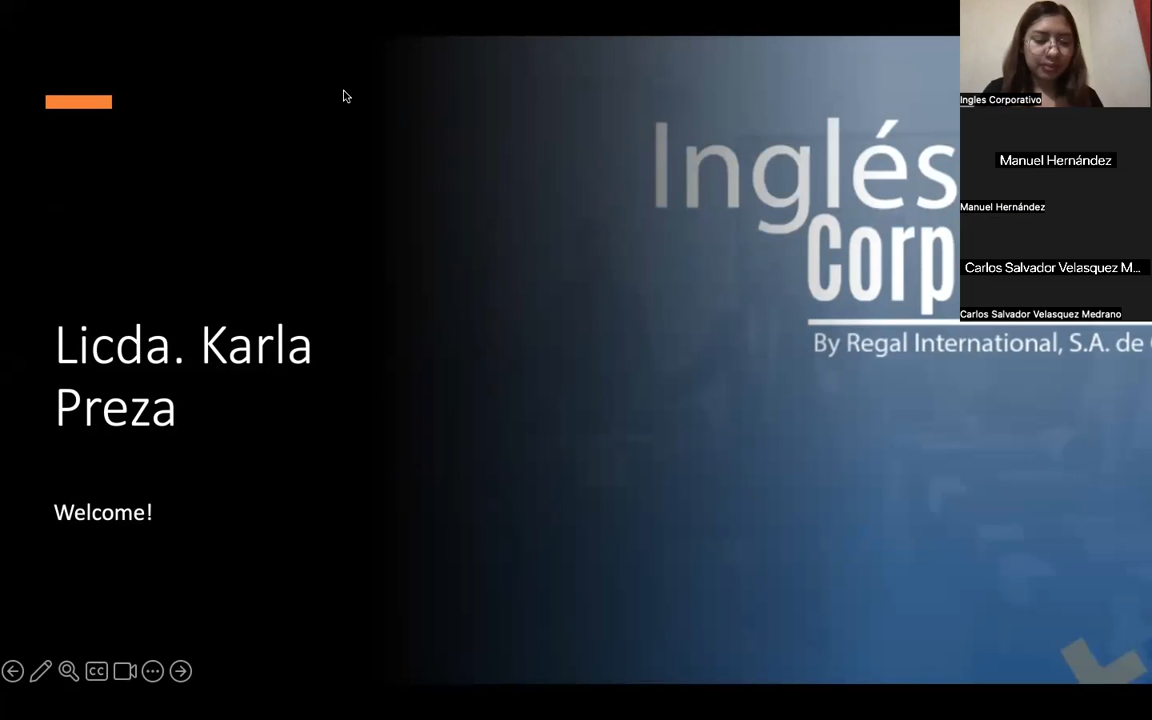 Ingles Corporativo
Manuel Hernández
Manuel Hernández
Carlos Salvador Velasquez M...
Carlos Salvador Velasquez Medrano
Inglés
Corp
By Regal International, S.A. de
Licda. Karla
Preza
Welcome!
CC